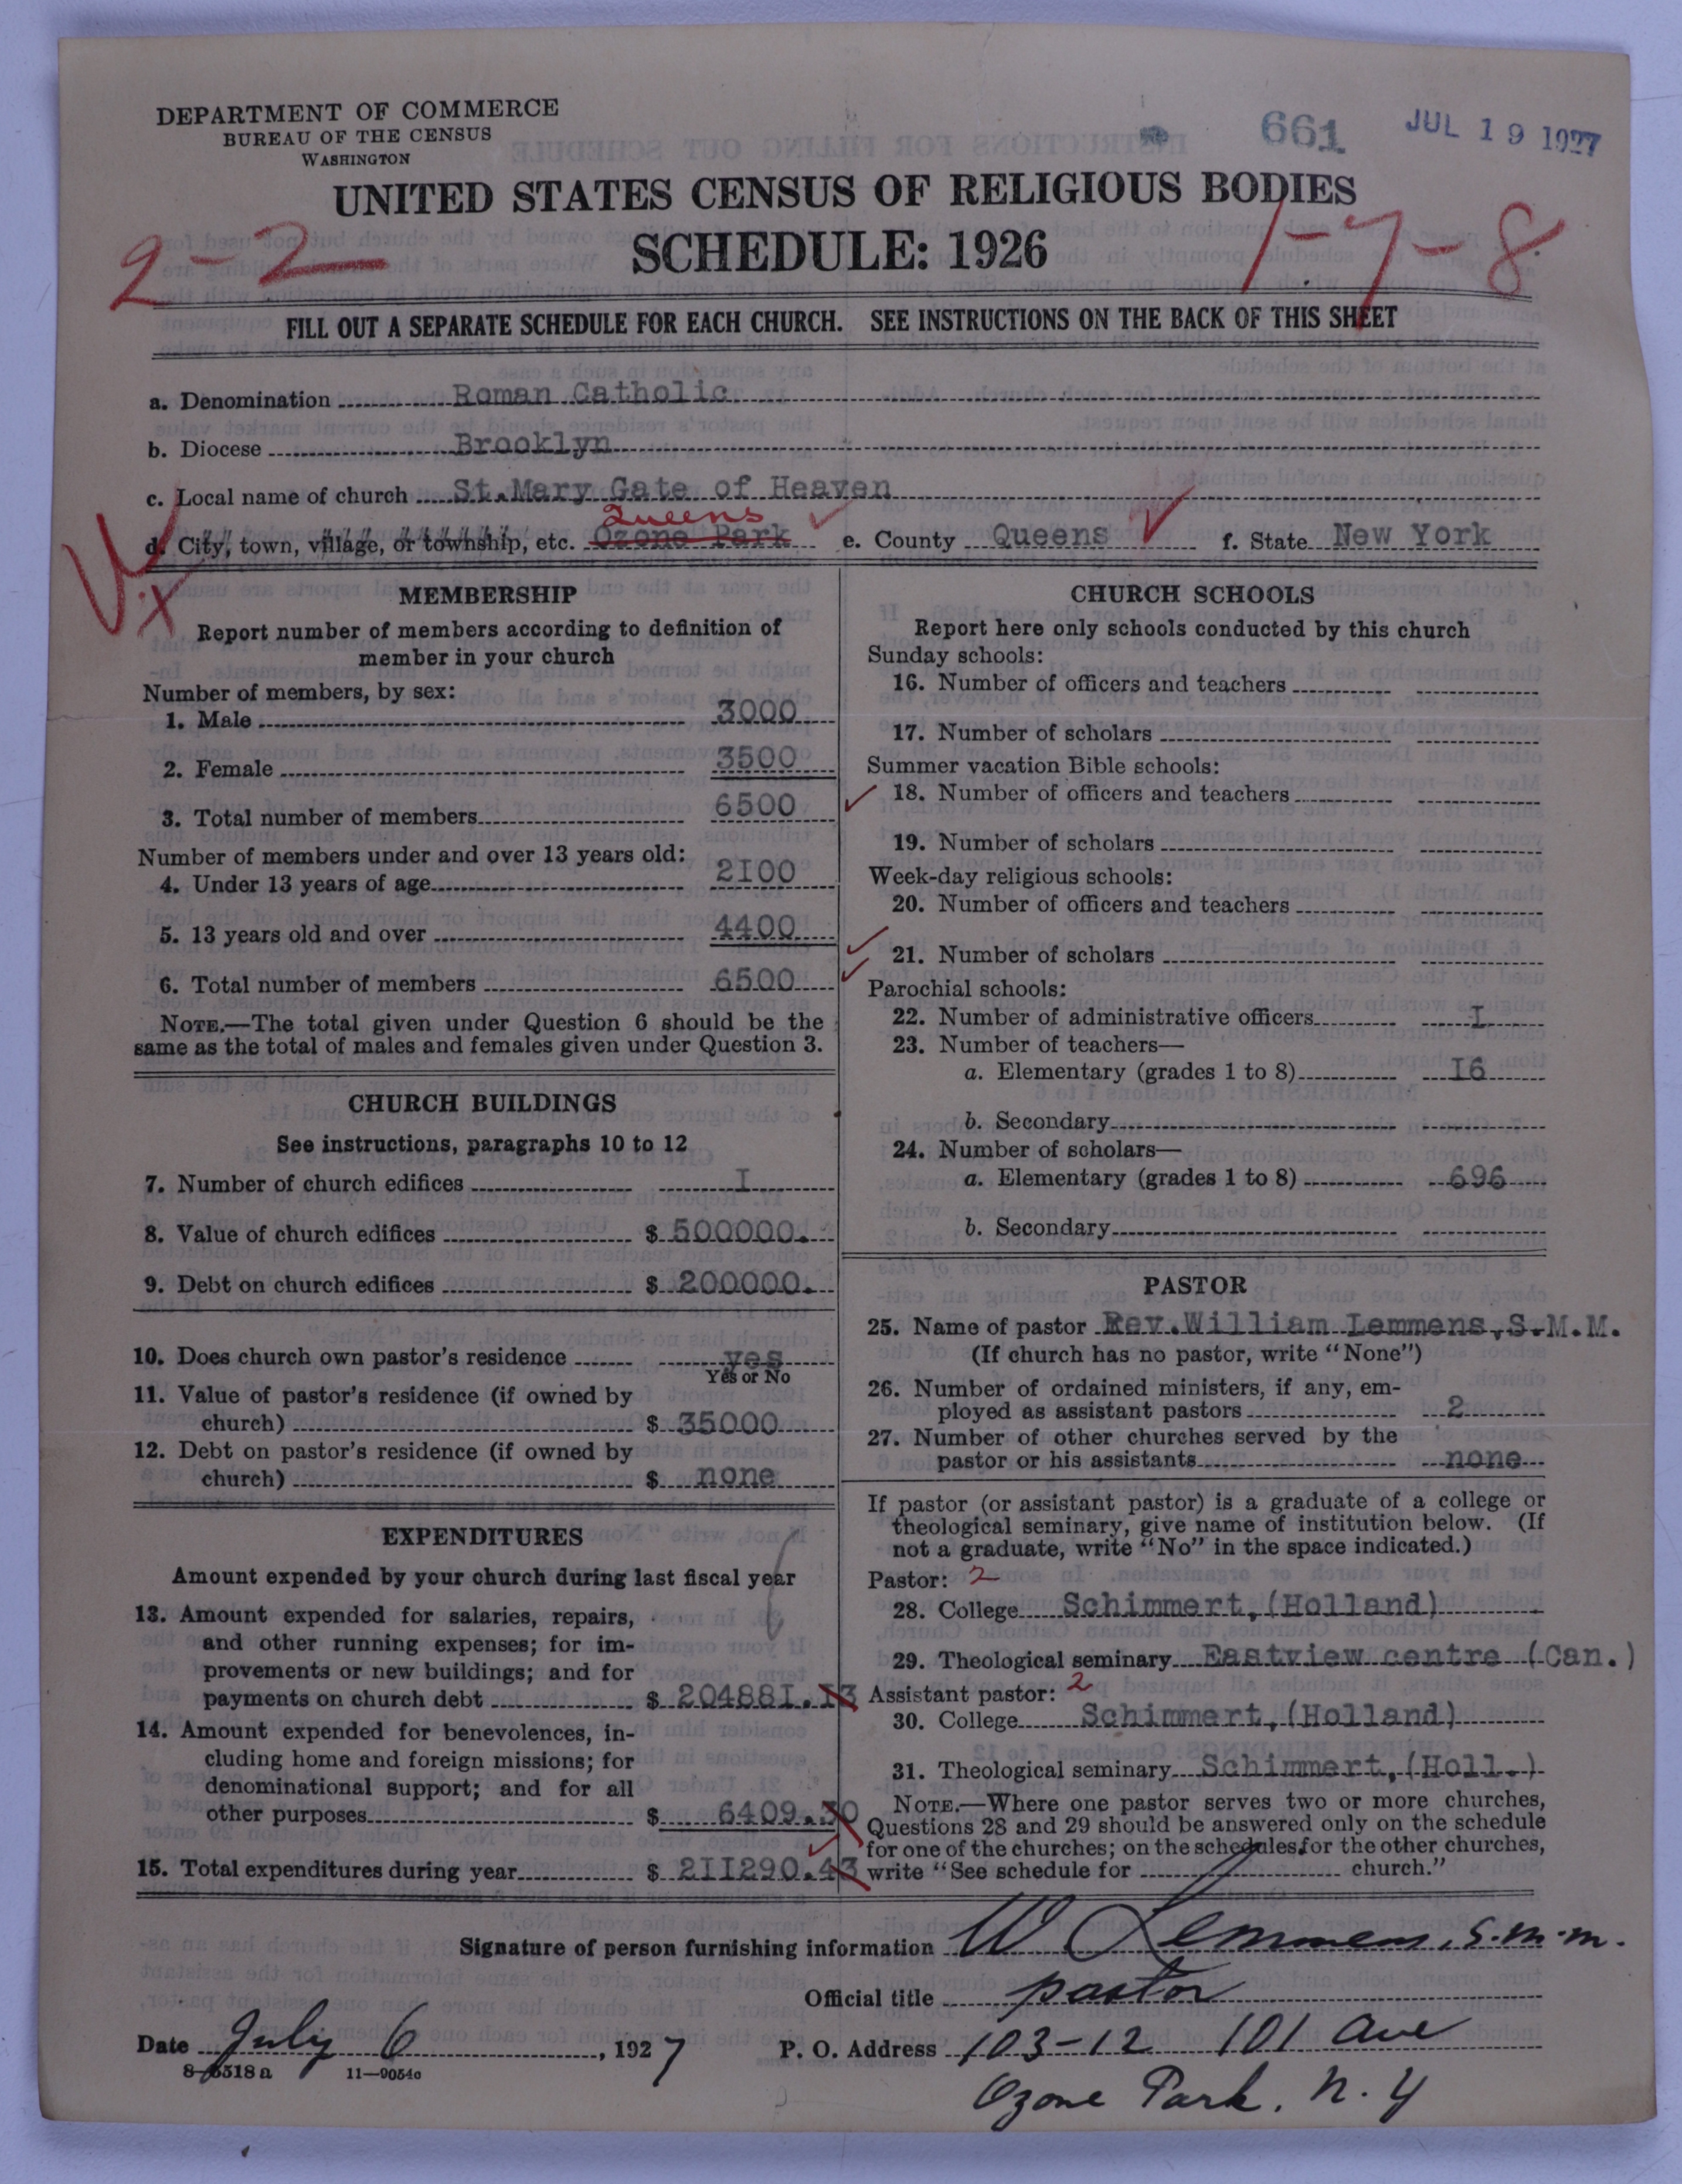 DEPARTMENT OF COMMERCE
BUREAU OF THE CENSUS
WASHINGTON
661 JUL 19 1927
UNITED STATES CENSUS OF RELIGIOUS BODIES
SCHEDULE: 1926
2-2
1-7-8
FILL OUT A SEPARATE SCHEDULE FOR EACH CHURCH. SEE INSTRUCTIONS ON THE BACK OF THIS SHEET
a. Denomination Roman Catholic
b. Diocese Brooklyn
c. Local name of church St.Mary Gate of Heaven
Queens
d. City, town, village, or township, etc. Ozone Park e. County Queens f. State New York
MEMBERSHIP
Report number of members according to definition of
member in your church
Number of members, by sex:
1. Male 3000
2. Female 3500
3. Total number of members 6500
Number of members under and over 13 years old:
4. Under 13 years of age 2I00
5. 13 years old and over 4400
6. Total number of members 6500
NOTE.—The total given under Question 6 should be the
same as the total of males and females given under Question 3.
CHURCH BUILDINGS
See instructions, paragraphs 10 to 12
7. Number of church edifices I
8. Value of church edifices $ 500000.
9. Debt on church edifices $ 200000.
10. Does church own pastor's residence yes
Yes or No
11. Value of pastor's residence (if owned by
church) $ 35000
12. Debt on pastor's residence (if owned by
church) $ none
EXPENDITURES
Amount expended by your church during last fiscal year
13. Amount expended for salaries, repairs,
and other running expenses; for im-
provements or new buildings; and for
payments on church debt $ 20488I.I3
14. Amount expended for benevolences, in-
cluding home and foreign missions; for
denominational support; and for all
other purposes $ 6409.30
15. Total expenditures during year $ 2II290.43
CHURCH SCHOOLS
Report here only schools conducted by this church
Sunday schools:
16. Number of officers and teachers
17. Number of scholars
Summer vacation Bible schools:
18. Number of officers and teachers
19. Number of scholars
Week-day religious schools:
20. Number of officers and teachers
21. Number of scholars
Parochial schools:
22. Number of administrative officers I
23. Number of teachers—
a. Elementary (grades 1 to 8) I6
b. Secondary
24. Number of scholars—
a. Elementary (grades 1 to 8) 696
b. Secondary
PASTOR
25. Name of pastor Rev.William Lemmens,S.M.M.
(If church has no pastor, write "None")
26. Number of ordained ministers, if any, em-
ployed as assistant pastors 2
27. Number of other churches served by the
pastor or his assistants none
If pastor (or assistant pastor) is a graduate of a college or
theological seminary, give name of institution below. (If
not a graduate, write "No" in the space indicated.)
Pastor: 2
28. College Schimmert,(Holland)
29. Theological seminary Eastview centre (Can.)
Assistant pastor: 2
30. College Schimmert,(Holland)
31. Theological seminary Schimmert,(Holl.)
NOTE.—Where one pastor serves two or more churches,
Questions 28 and 29 should be answered only on the schedule
for one of the churches; on the schedules for the other churches,
write "See schedule for church."
Signature of person furnishing information W Lemmens, S.M.M.
Official title pastor
Date July 6, 1927 P. O. Address 103-12 101 Ave
8-5518a 11-9054a
Ozone Park. N.Y